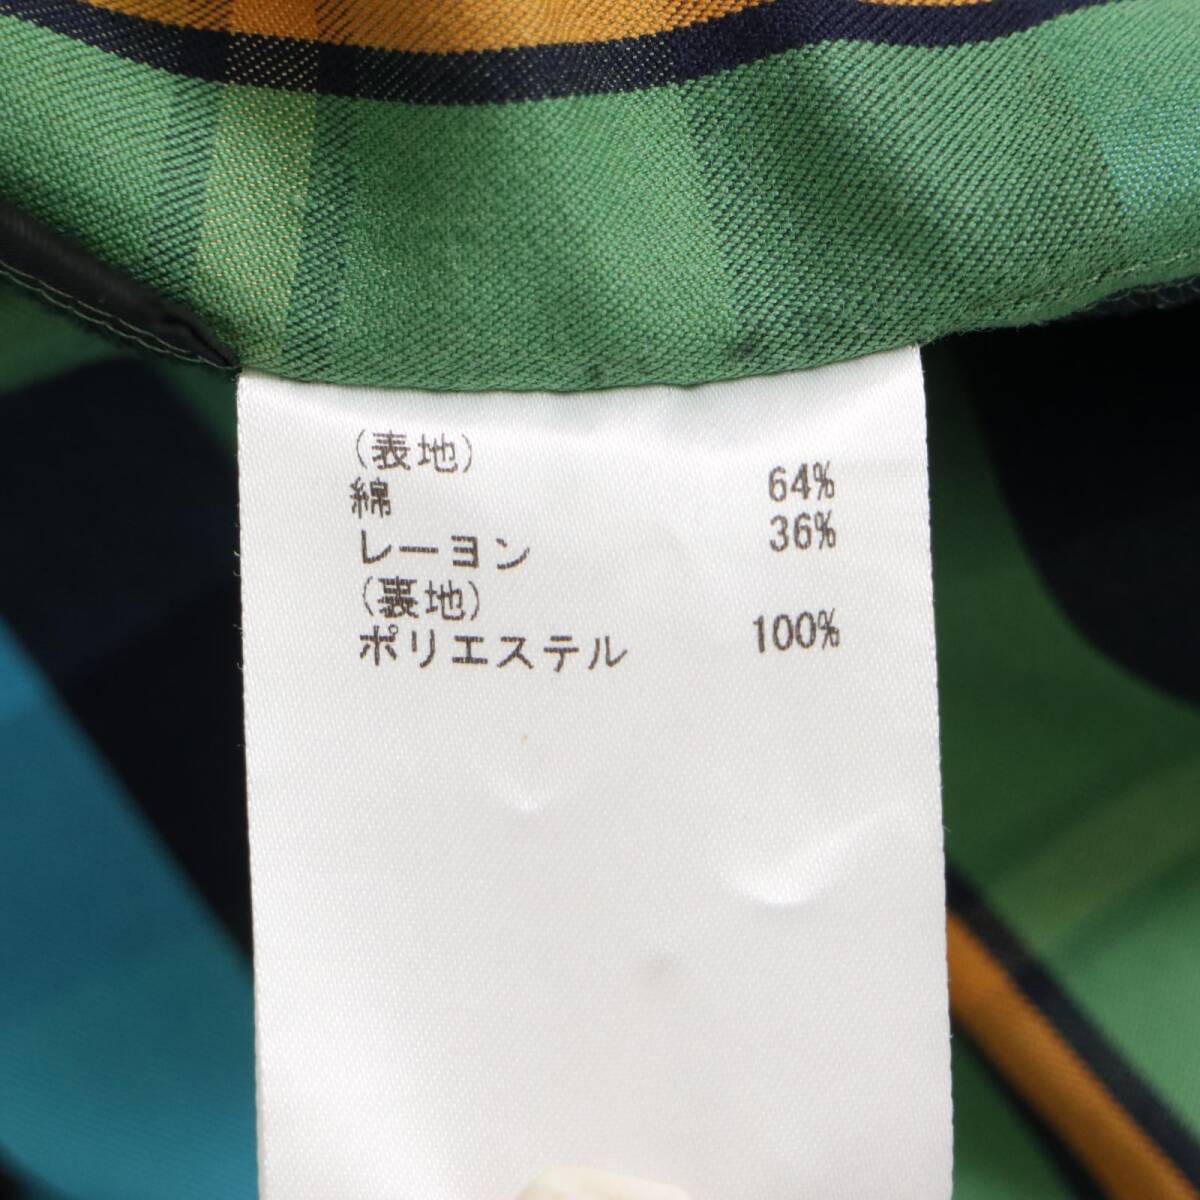 (表地)
綿 64%
レーヨン 36%
(裏地)
ポリエステル 100%